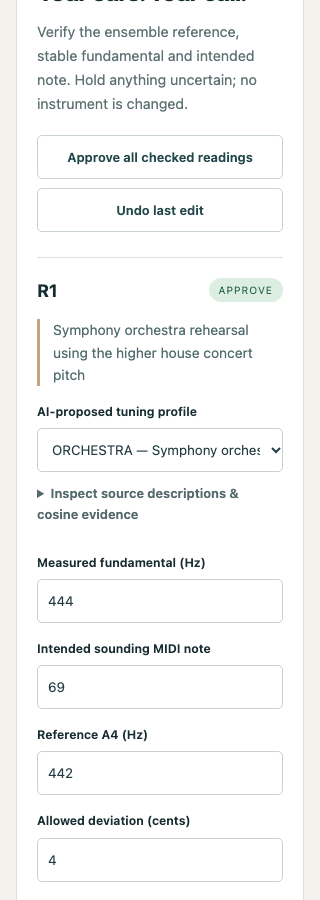 Verify the ensemble reference,
stable fundamental and intended
note. Hold anything uncertain; no
instrument is changed.
Approve all checked readings
Undo last edit
R1
APPROVE
Symphony orchestra rehearsal
using the higher house concert
pitch
AI-proposed tuning profile
ORCHESTRA — Symphony orches
Inspect source descriptions &
cosine evidence
Measured fundamental (Hz)
444
Intended sounding MIDI note
69
Reference A4 (Hz)
442
Allowed deviation (cents)
4